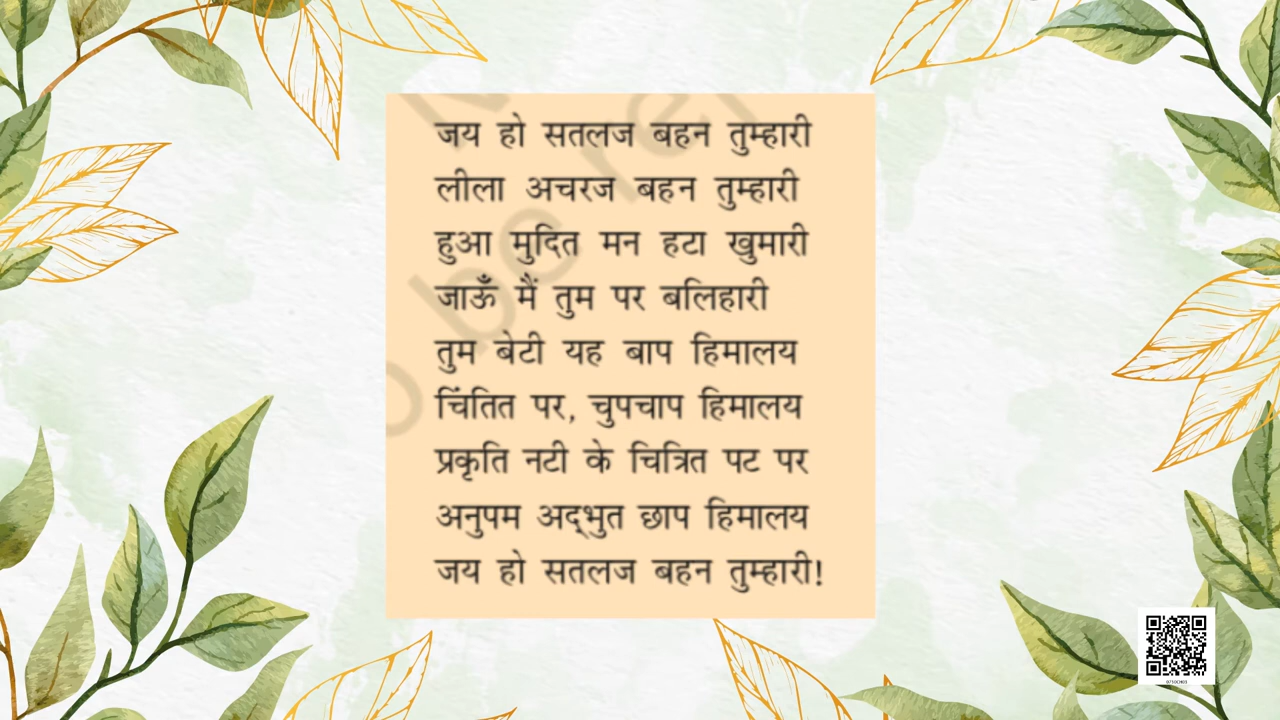 जय हो सतलज बहन तुम्हारी
लीला अचरज बहन तुम्हारी
हुआ मुदित मन हटा खुमारी
जाऊँ मैं तुम पर बलिहारी
तुम बेटी यह बाप हिमालय
चिंतित पर, चुपचाप हिमालय
प्रकृति नटी के चित्रित पट पर
अनुपम अद्भुत छाप हिमालय
जय हो सतलज बहन तुम्हारी!